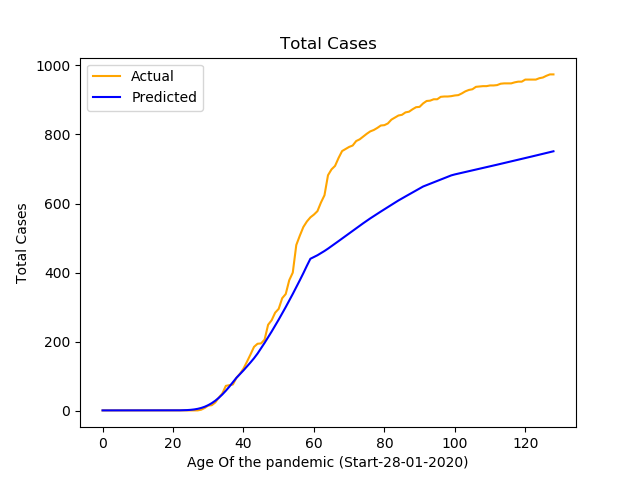 Total Cases
Actual
Predicted
1000
800
600
400
200
0
Total Cases
0 20 40 60 80 100 120
Age Of the pandemic (Start-28-01-2020)